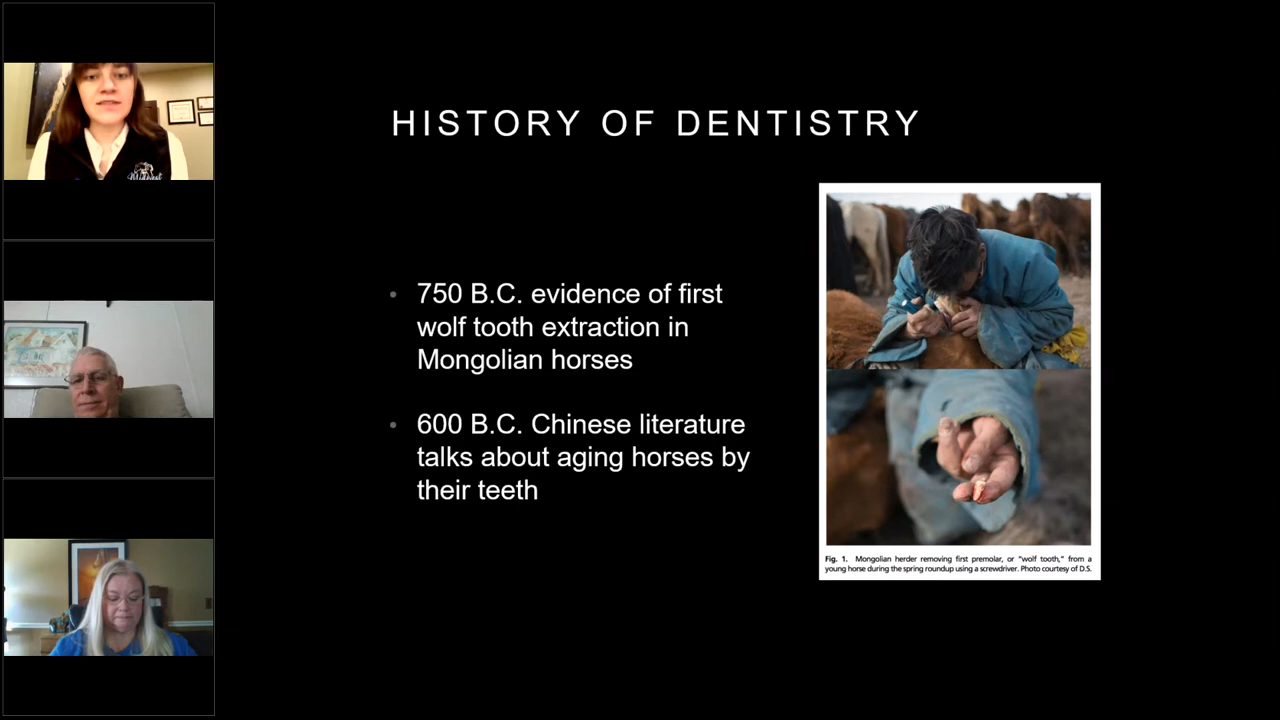 Midwest
HISTORY OF DENTISTRY
• 750 B.C. evidence of first
wolf tooth extraction in
Mongolian horses
• 600 B.C. Chinese literature
talks about aging horses by
their teeth
Fig. 1. Mongolian herder removing first premolar, or “wolf tooth,” from a
young horse during the spring roundup using a screwdriver. Photo courtesy of D.S.